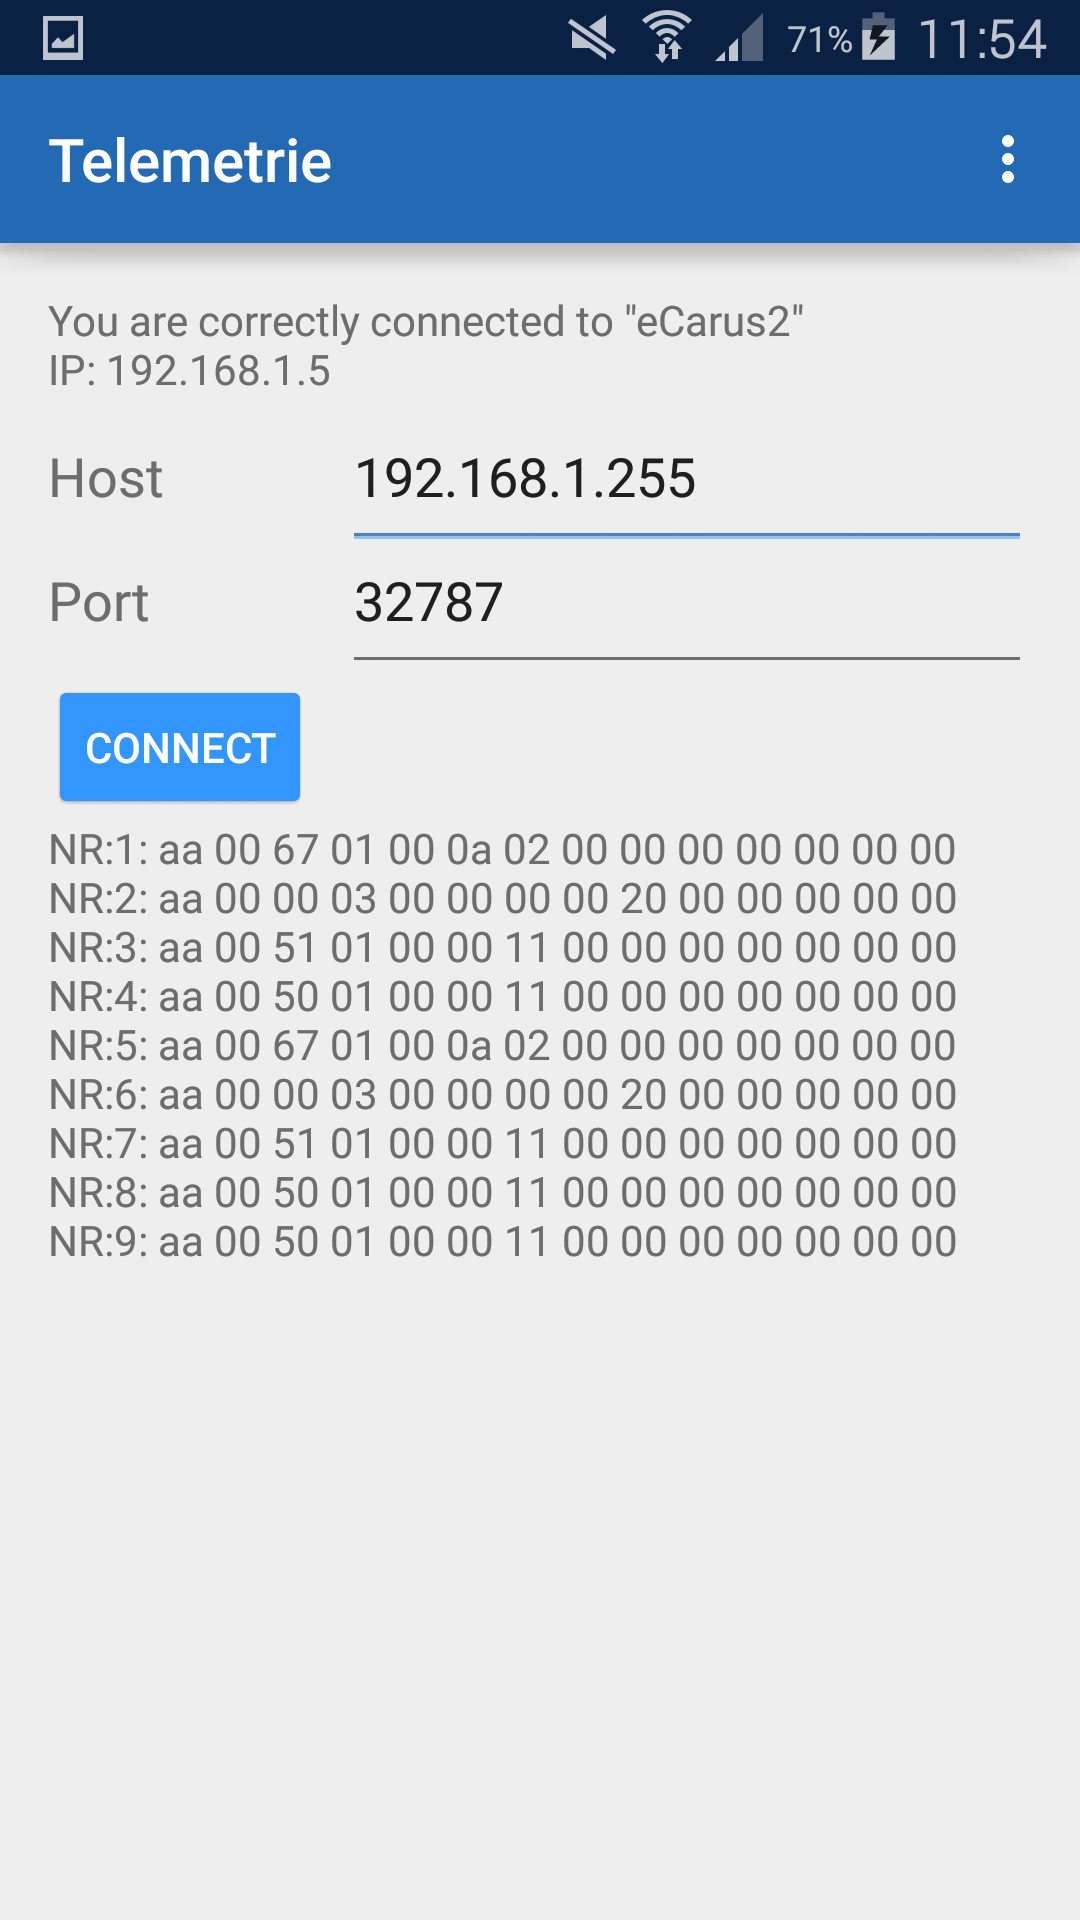 71% 11:54
Telemetrie
You are correctly connected to "eCarus2"
IP: 192.168.1.5
Host 192.168.1.255
Port 32787
CONNECT
NR:1: aa 00 67 01 00 0a 02 00 00 00 00 00 00 00
NR:2: aa 00 00 03 00 00 00 00 20 00 00 00 00 00
NR:3: aa 00 51 01 00 00 11 00 00 00 00 00 00 00
NR:4: aa 00 50 01 00 00 11 00 00 00 00 00 00 00
NR:5: aa 00 67 01 00 0a 02 00 00 00 00 00 00 00
NR:6: aa 00 00 03 00 00 00 00 20 00 00 00 00 00
NR:7: aa 00 51 01 00 00 11 00 00 00 00 00 00 00
NR:8: aa 00 50 01 00 00 11 00 00 00 00 00 00 00
NR:9: aa 00 50 01 00 00 11 00 00 00 00 00 00 00